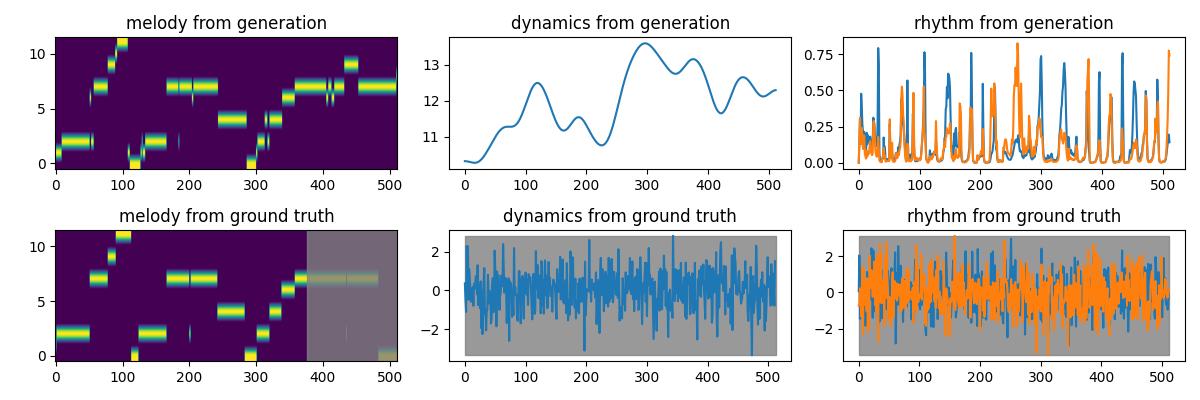 melody from generation
dynamics from generation
rhythm from generation
10
5
0
0 100 200 300 400 500
13
12
11
0 100 200 300 400 500
0.75
0.50
0.25
0.00
0 100 200 300 400 500
melody from ground truth
dynamics from ground truth
rhythm from ground truth
10
5
0
0 100 200 300 400 500
2
0
−2
0 100 200 300 400 500
2
0
−2
0 100 200 300 400 500